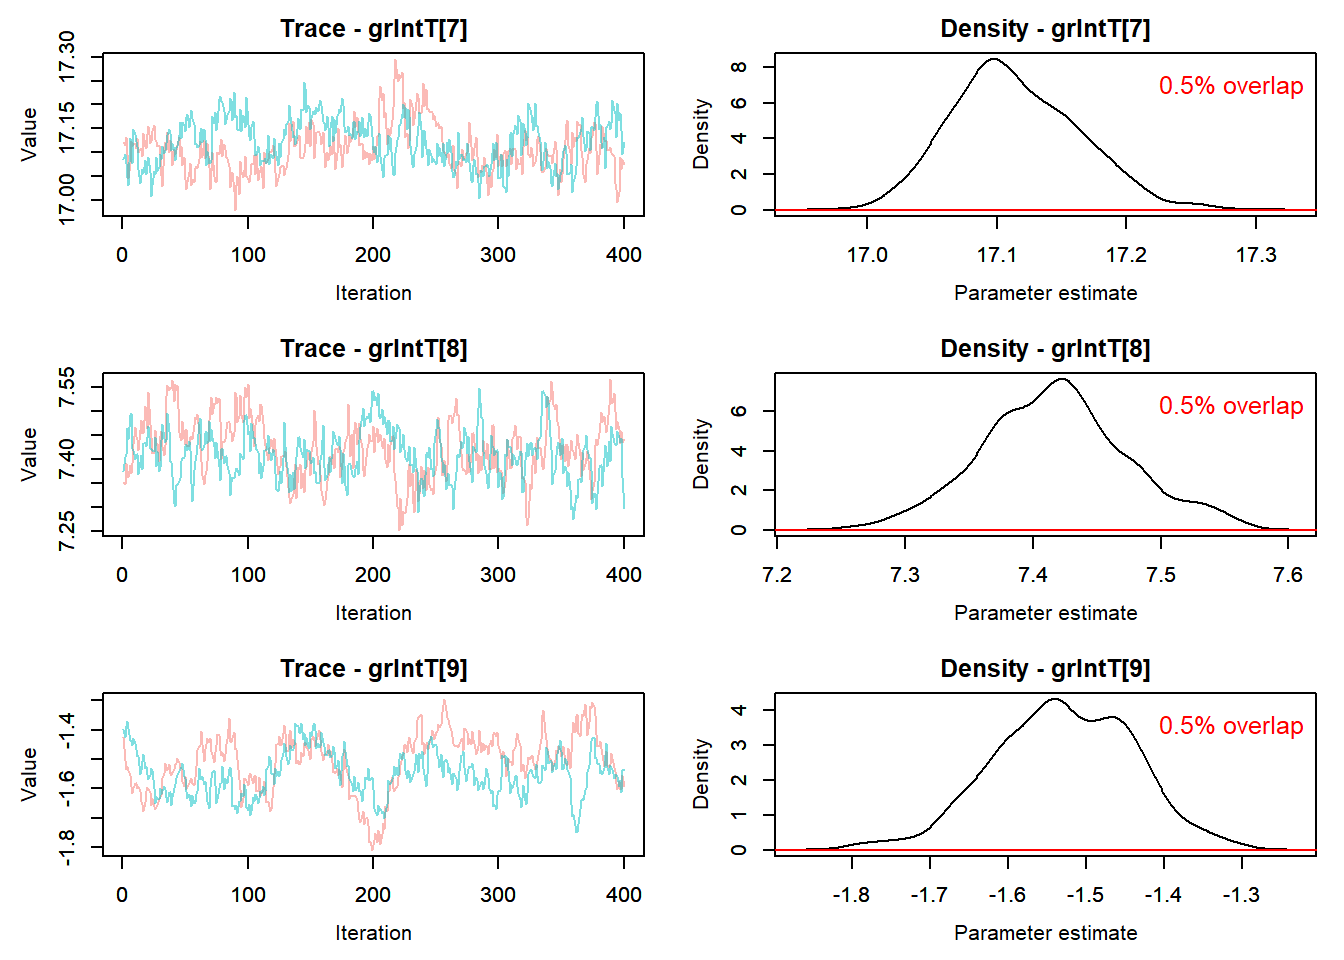 Trace - grIntT[7]
Value
17.00 17.15 17.30
0 100 200 300 400
Iteration
Density - grIntT[7]
Density
0 2 4 6 8
0.5% overlap
17.0 17.1 17.2 17.3
Parameter estimate
Trace - grIntT[8]
Value
7.25 7.40 7.55
0 100 200 300 400
Iteration
Density - grIntT[8]
Density
0 2 4 6
0.5% overlap
7.2 7.3 7.4 7.5 7.6
Parameter estimate
Trace - grIntT[9]
Value
-1.8 -1.6 -1.4
0 100 200 300 400
Iteration
Density - grIntT[9]
Density
0 1 2 3 4
0.5% overlap
-1.8 -1.7 -1.6 -1.5 -1.4 -1.3
Parameter estimate